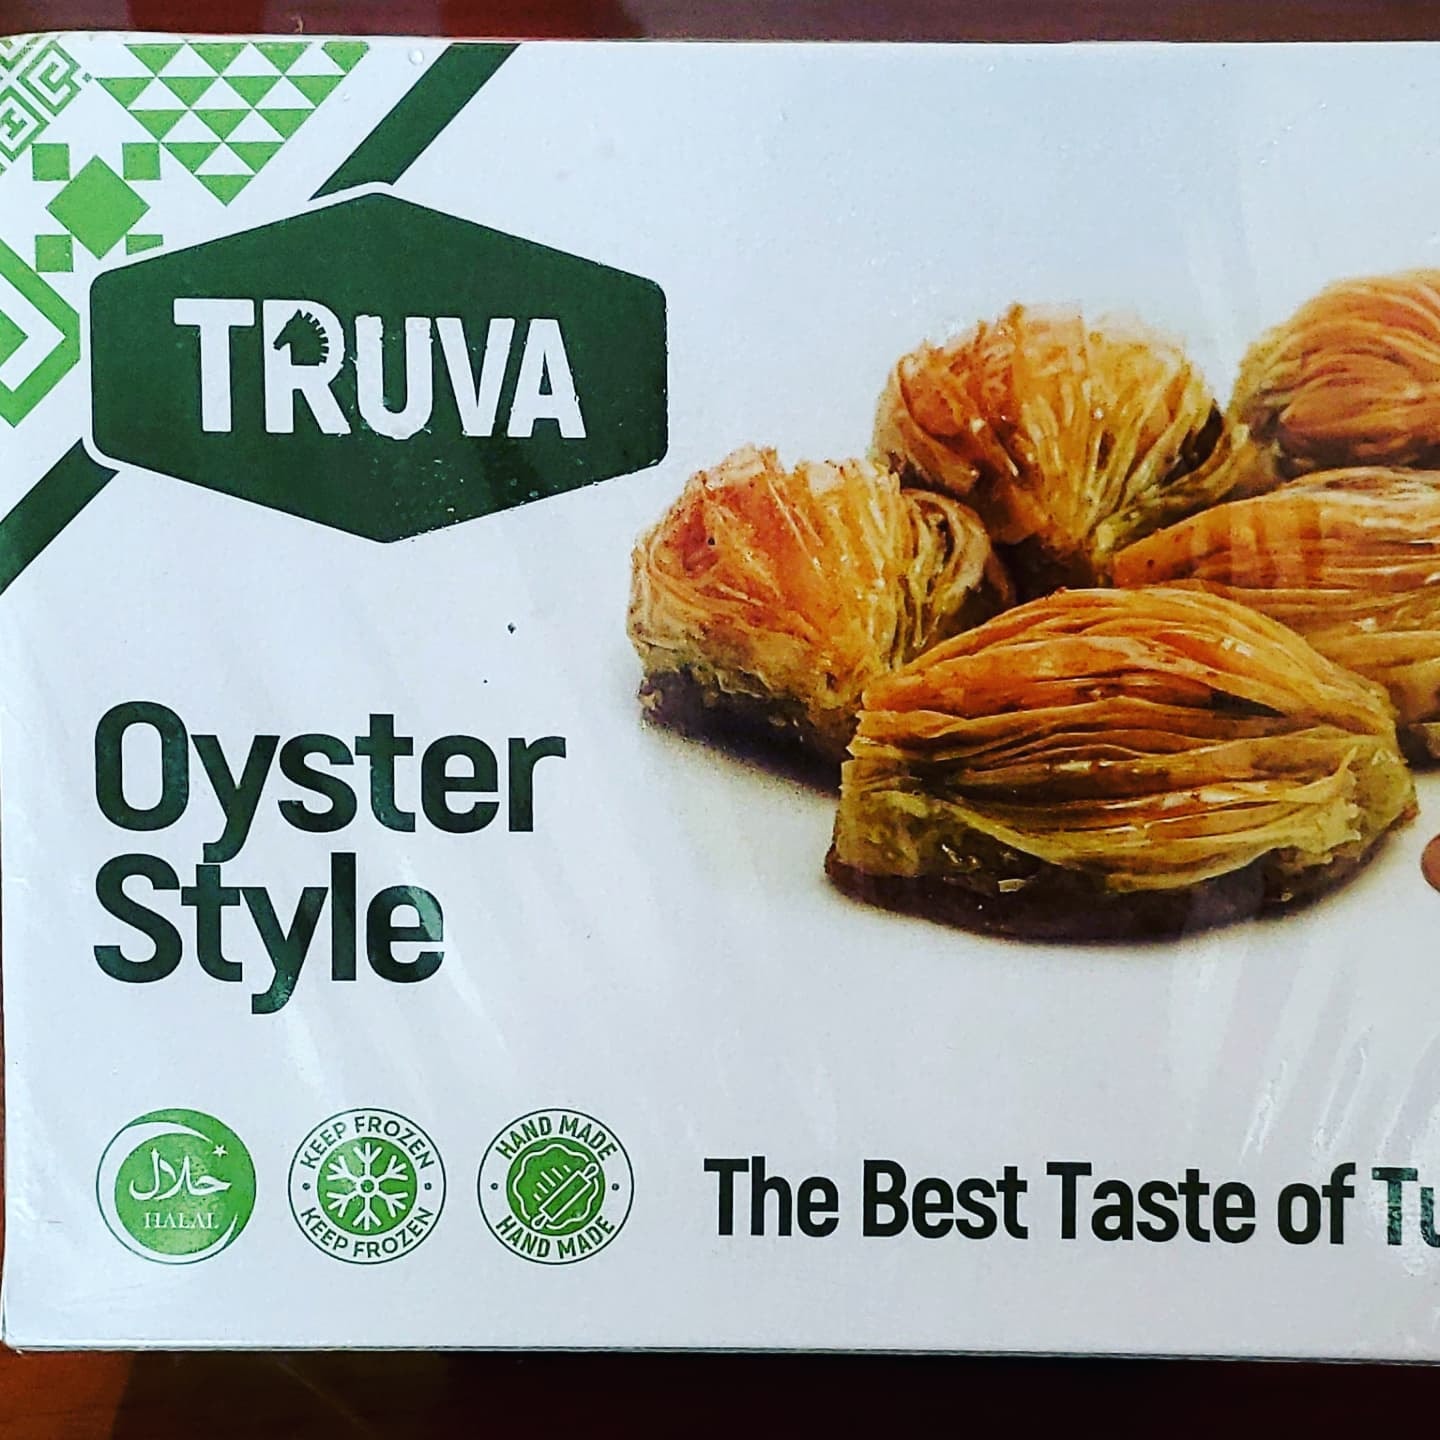 TRUVA
Oyster
Style
حلال
HALAL
KEEP FROZEN
KEEP FROZEN
HAND MADE
HAND MADE
The Best Taste of Tu